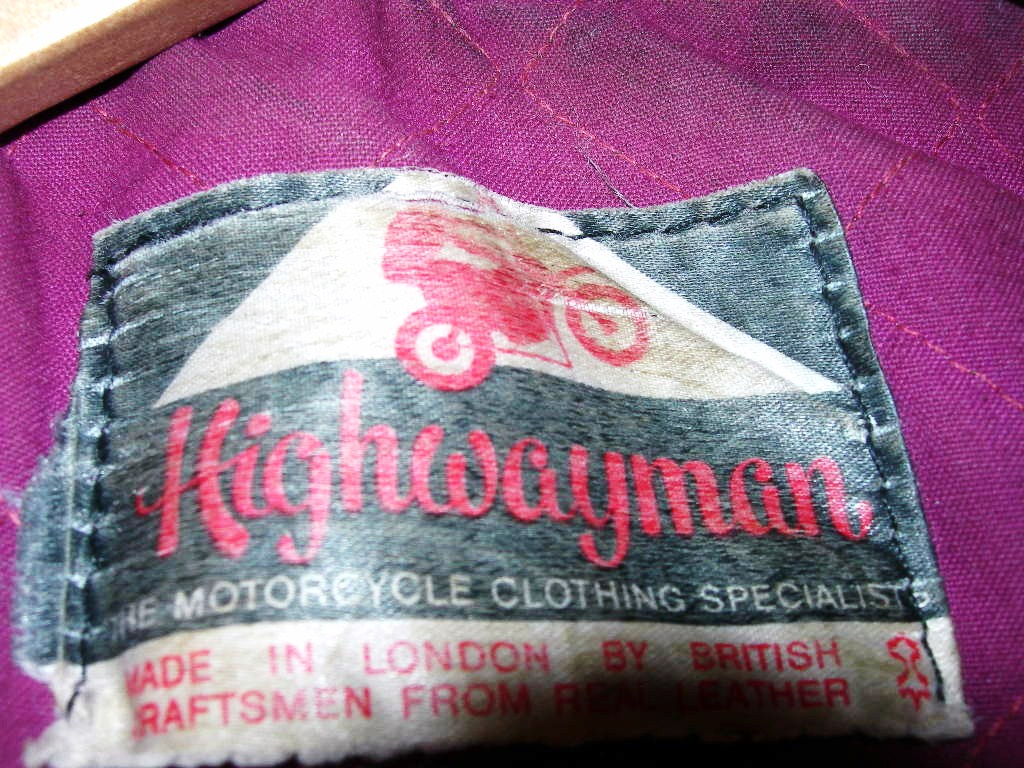 Highwayman
THE MOTORCYCLE CLOTHING SPECIALISTS
MADE IN LONDON BY BRITISH
CRAFTSMEN FROM REAL LEATHER